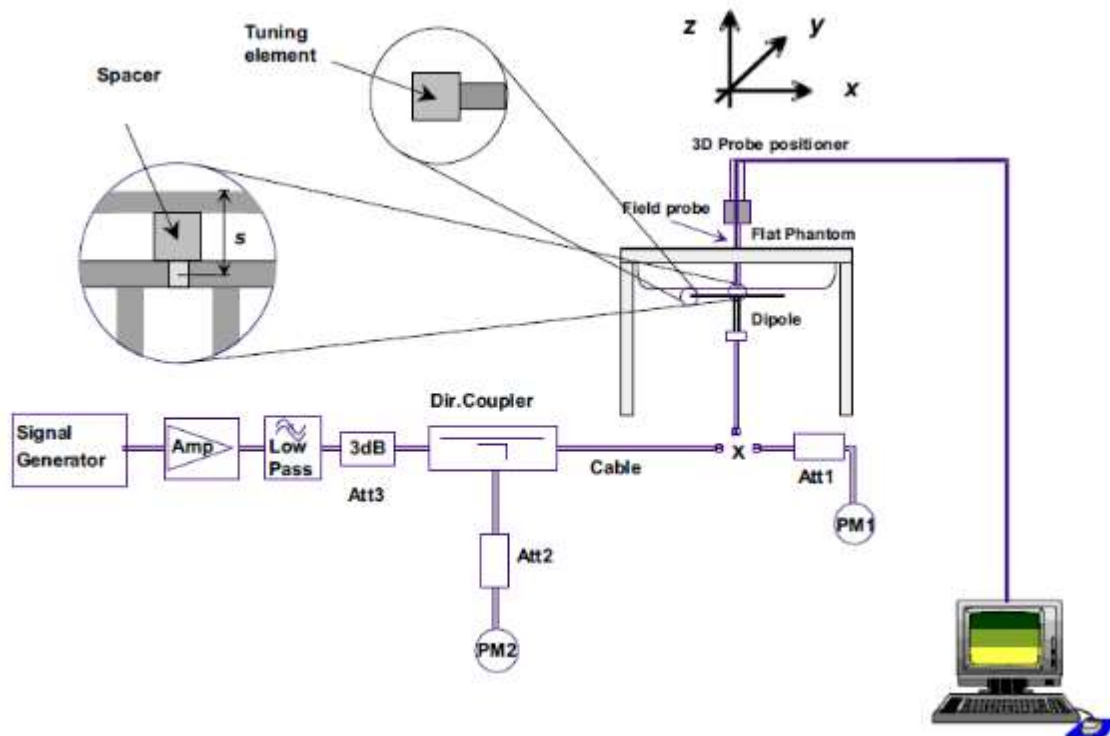 Tuning
element
Spacer
z
y
x
3D Probe positioner
Field probe
Flat Phantom
s
Dipole
Dir.Coupler
Signal
Generator
Amp
Low
Pass
3dB
Att3
Cable
X
Att1
PM1
Att2
PM2